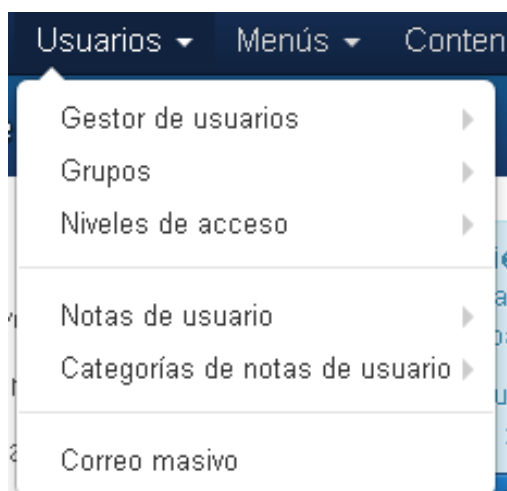 Usuarios Menús
Gestor de usuarios
Grupos
Niveles de acceso
Notas de usuario
Categorías de notas de usuario
Correo masivo